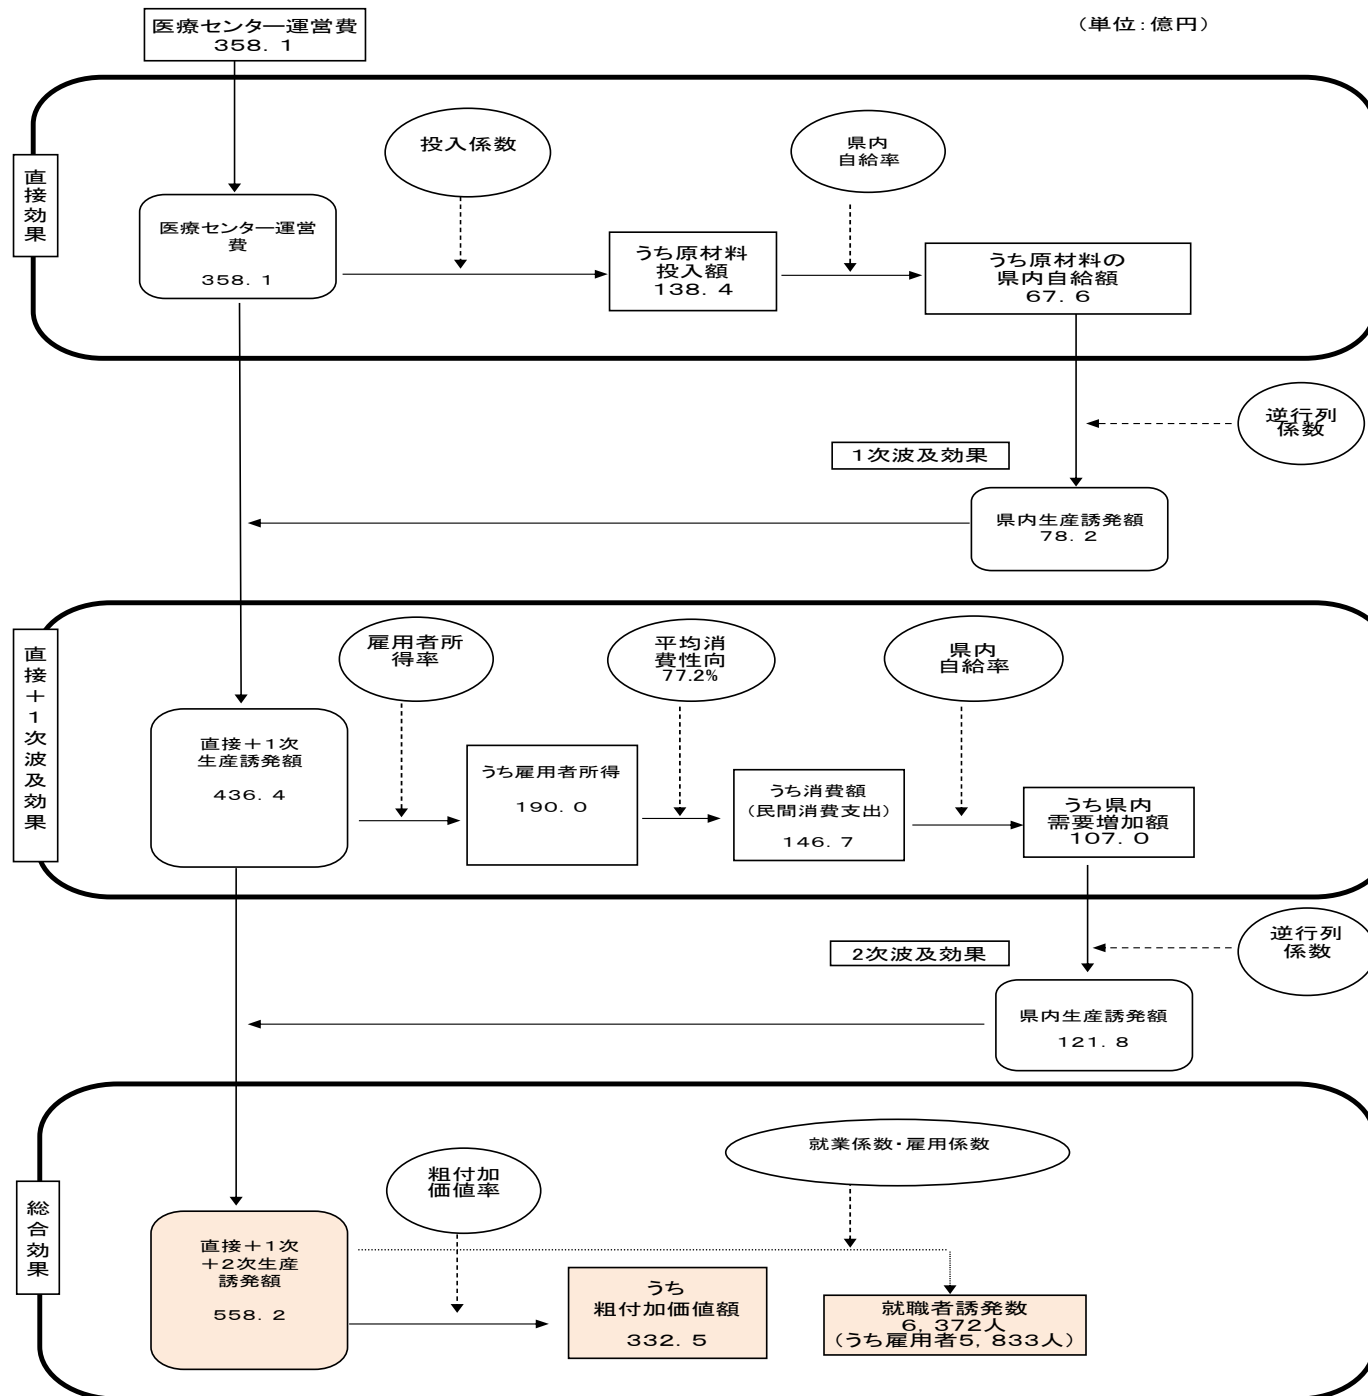 医療センター運営費
358．1
（単位：億円）
直接効果
投入係数
県内
自給率
医療センター運営
費
358．1
うち原材料
投入額
138．4
うち原材料の
県内自給額
67．6
逆行列
係数
1次波及効果
県内生産誘発額
78．2
直接＋1次波及効果
雇用者所
得率
平均消
費性向
77.2%
県内
自給率
直接＋1次
生産誘発額
436．4
うち雇用者所得
190．0
うち消費額
（民間消費支出）
146．7
うち県内
需要増加額
107．0
逆行列
係数
2次波及効果
県内生産誘発額
121．8
総合効果
粗付加
価値率
就業係数・雇用係数
直接＋1次
＋2次生産
誘発額
558．2
うち
粗付加価値額
332．5
就職者誘発数
6，372人
（うち雇用者5，833人）